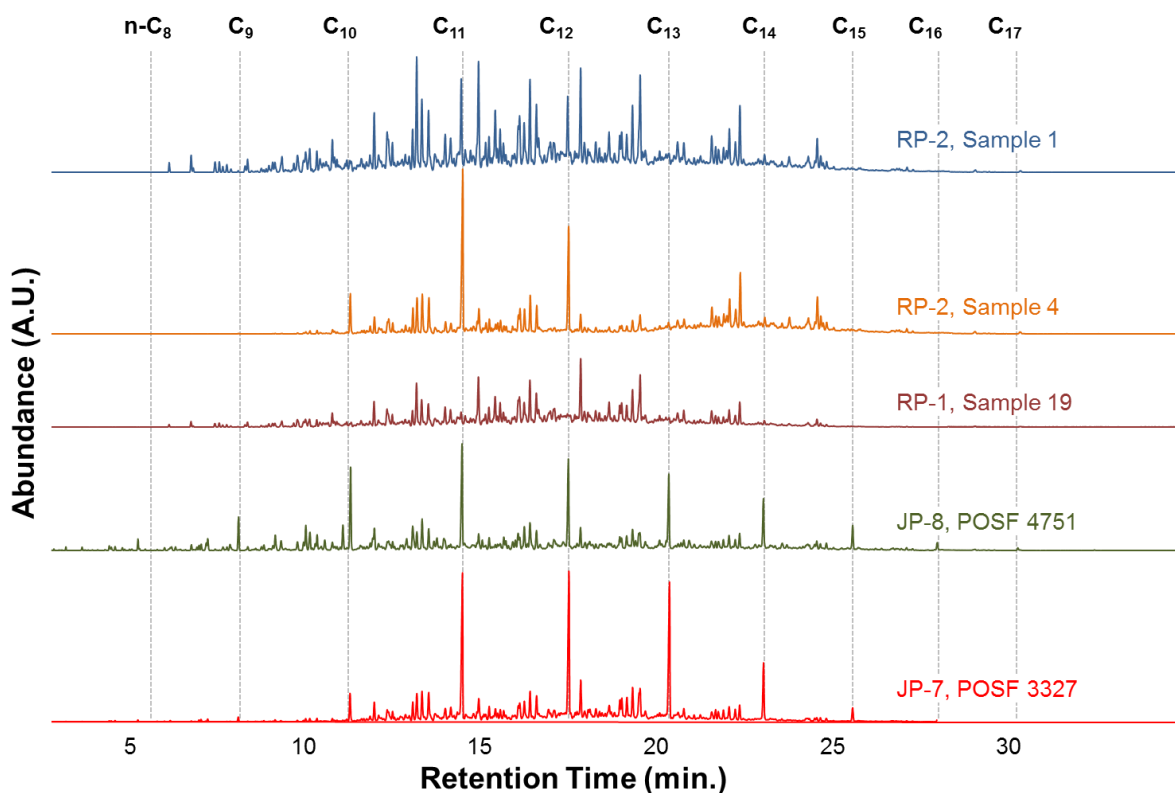 n-C₈ C₉ C₁₀ C₁₁ C₁₂ C₁₃ C₁₄ C₁₅ C₁₆ C₁₇
RP-2, Sample 1
RP-2, Sample 4
RP-1, Sample 19
JP-8, POSF 4751
JP-7, POSF 3327
Abundance (A.U.)
5 10 15 20 25 30
Retention Time (min.)